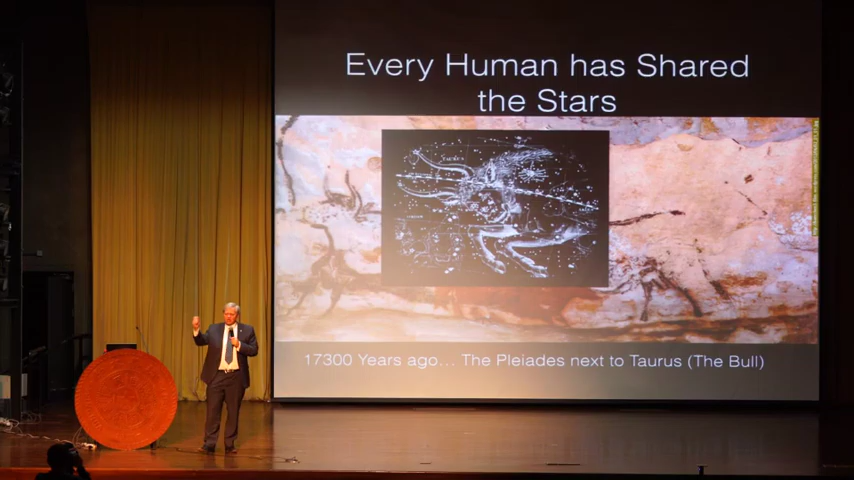 Every Human has Shared
the Stars
17300 Years ago... The Pleiades next to Taurus (The Bull)